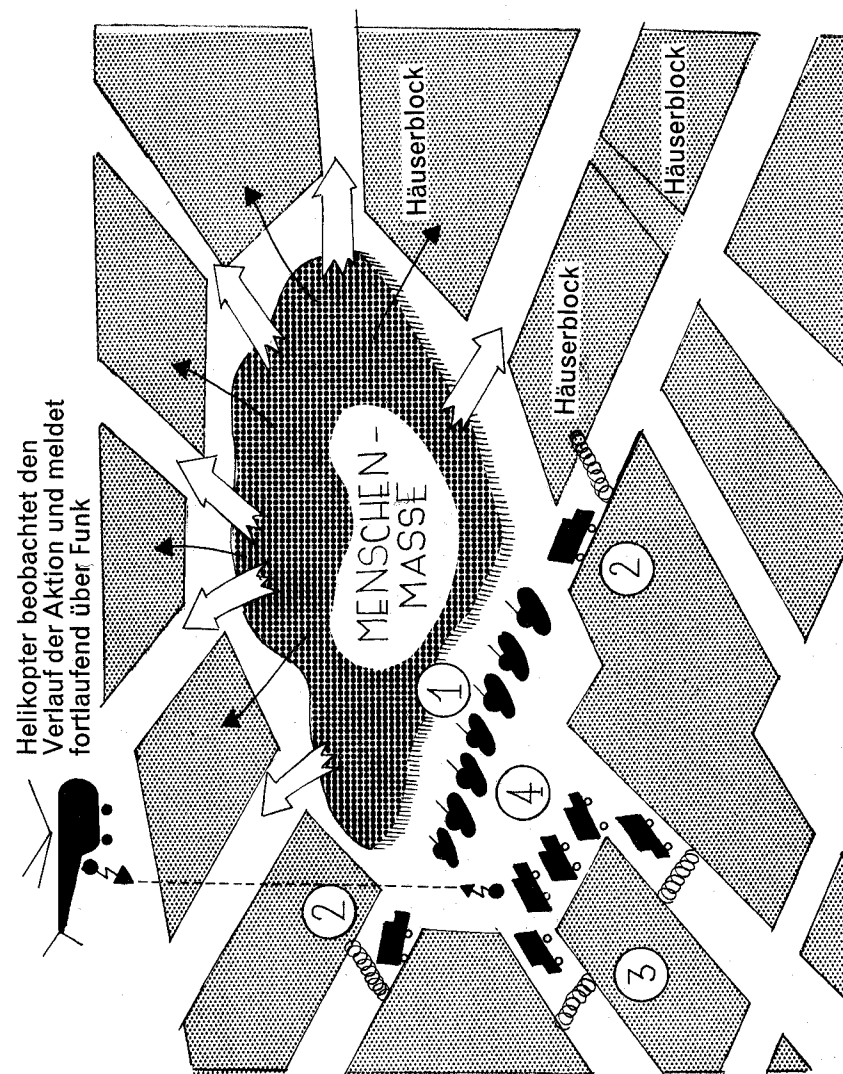 Helikopter beobachtet den
Verlauf der Aktion und meldet
fortlaufend über Funk
MENSCHEN-
MASSE
Häuserblock
Häuserblock
Häuserblock
1
2
2
3
4